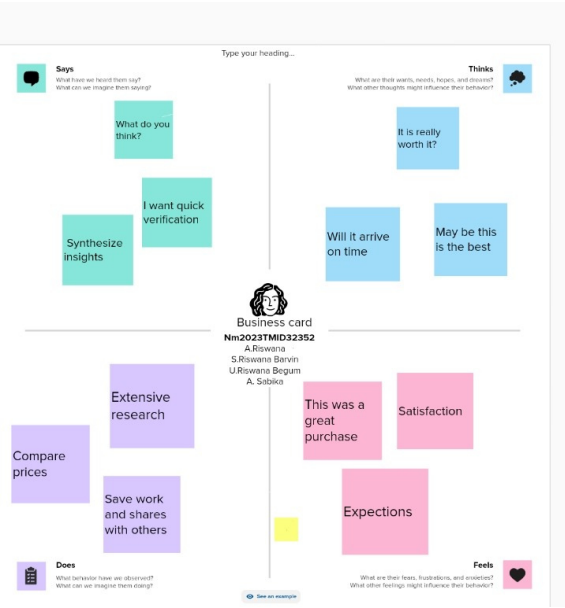 Type your heading...
Says
What have we heard them say?
What can we imagine them saying?
Thinks
What are their wants, needs, hopes, and dreams?
What other thoughts might influence their behavior?
What do you
think?
It is really
worth it?
I want quick
verification
Synthesize
insights
Will it arrive
on time
May be this
is the best
Business card
Nm2023TMID32352
A.Riswana
S.Riswana Barvin
U.Riswana Begum
A. Sabika
Extensive
research
Compare
prices
Save work
and shares
with others
This was a
great
purchase
Satisfaction
Expections
Does
What behavior have we observed?
What can we imagine them doing?
Feels
What are their fears, frustrations, and anxieties?
What other feelings might influence their behavior?
See an example